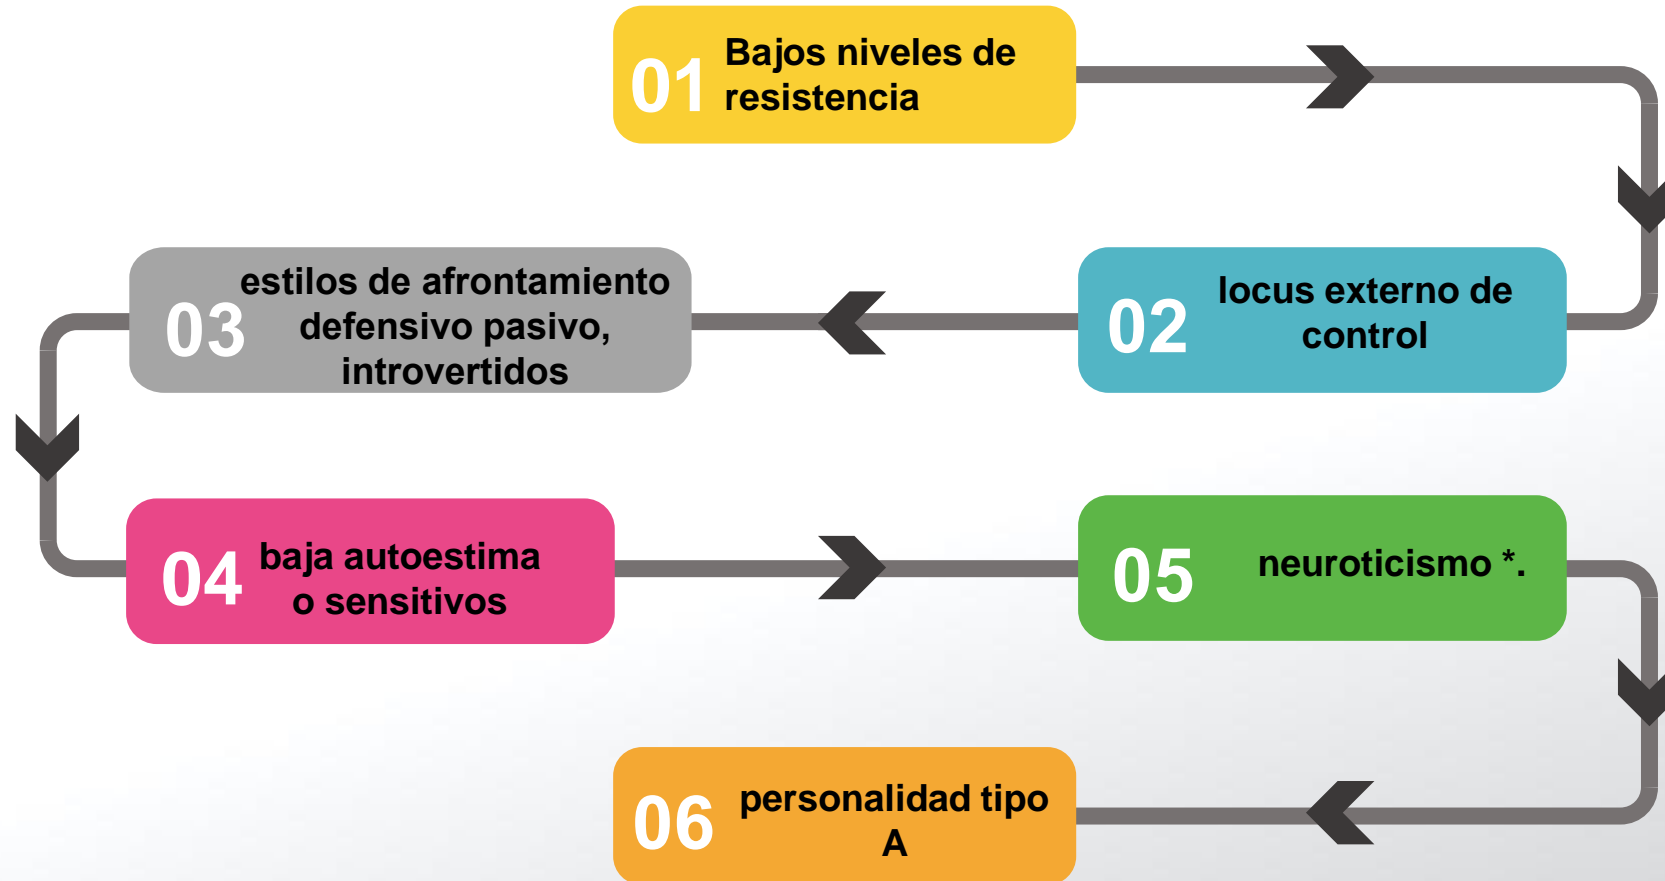 01
Bajos niveles de
resistencia
02
locus externo de
control
03
estilos de afrontamiento
defensivo pasivo,
introvertidos
04
baja autoestima
o sensitivos
05
neuroticismo *.
06
personalidad tipo
A